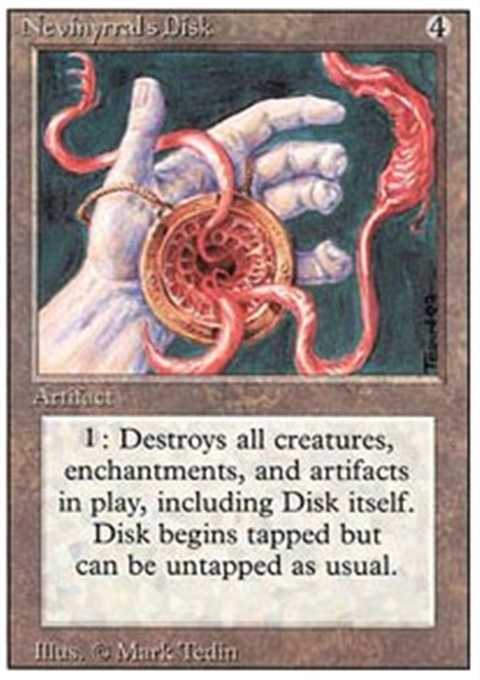 Nevinyrral's Disk
4
Artifact
1: Destroys all creatures,
enchantments, and artifacts
in play, including Disk itself.
Disk begins tapped but
can be untapped as usual.
Illus. © Mark Tedin